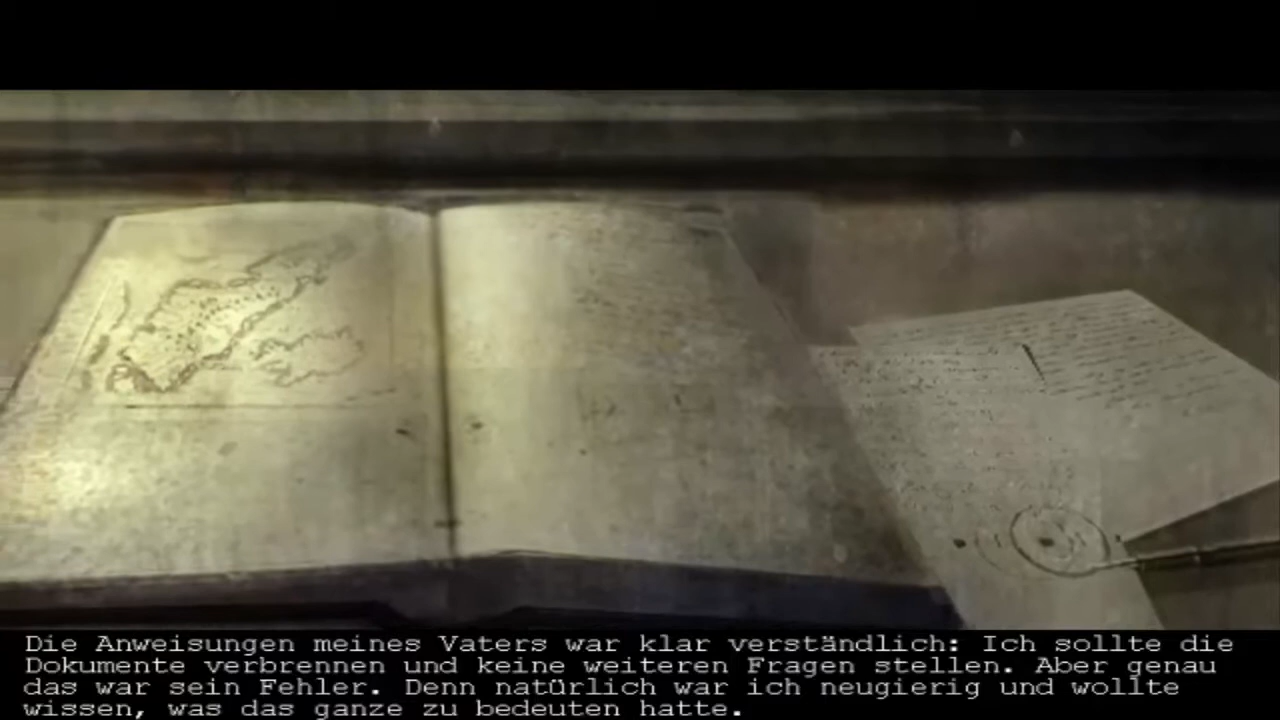 Die Anweisungen meines Vaters war klar verständlich: Ich sollte die
Dokumente verbrennen und keine weiteren Fragen stellen. Aber genau
das war sein Fehler. Denn natürlich war ich neugierig und wollte
wissen, was das ganze zu bedeuten hatte.